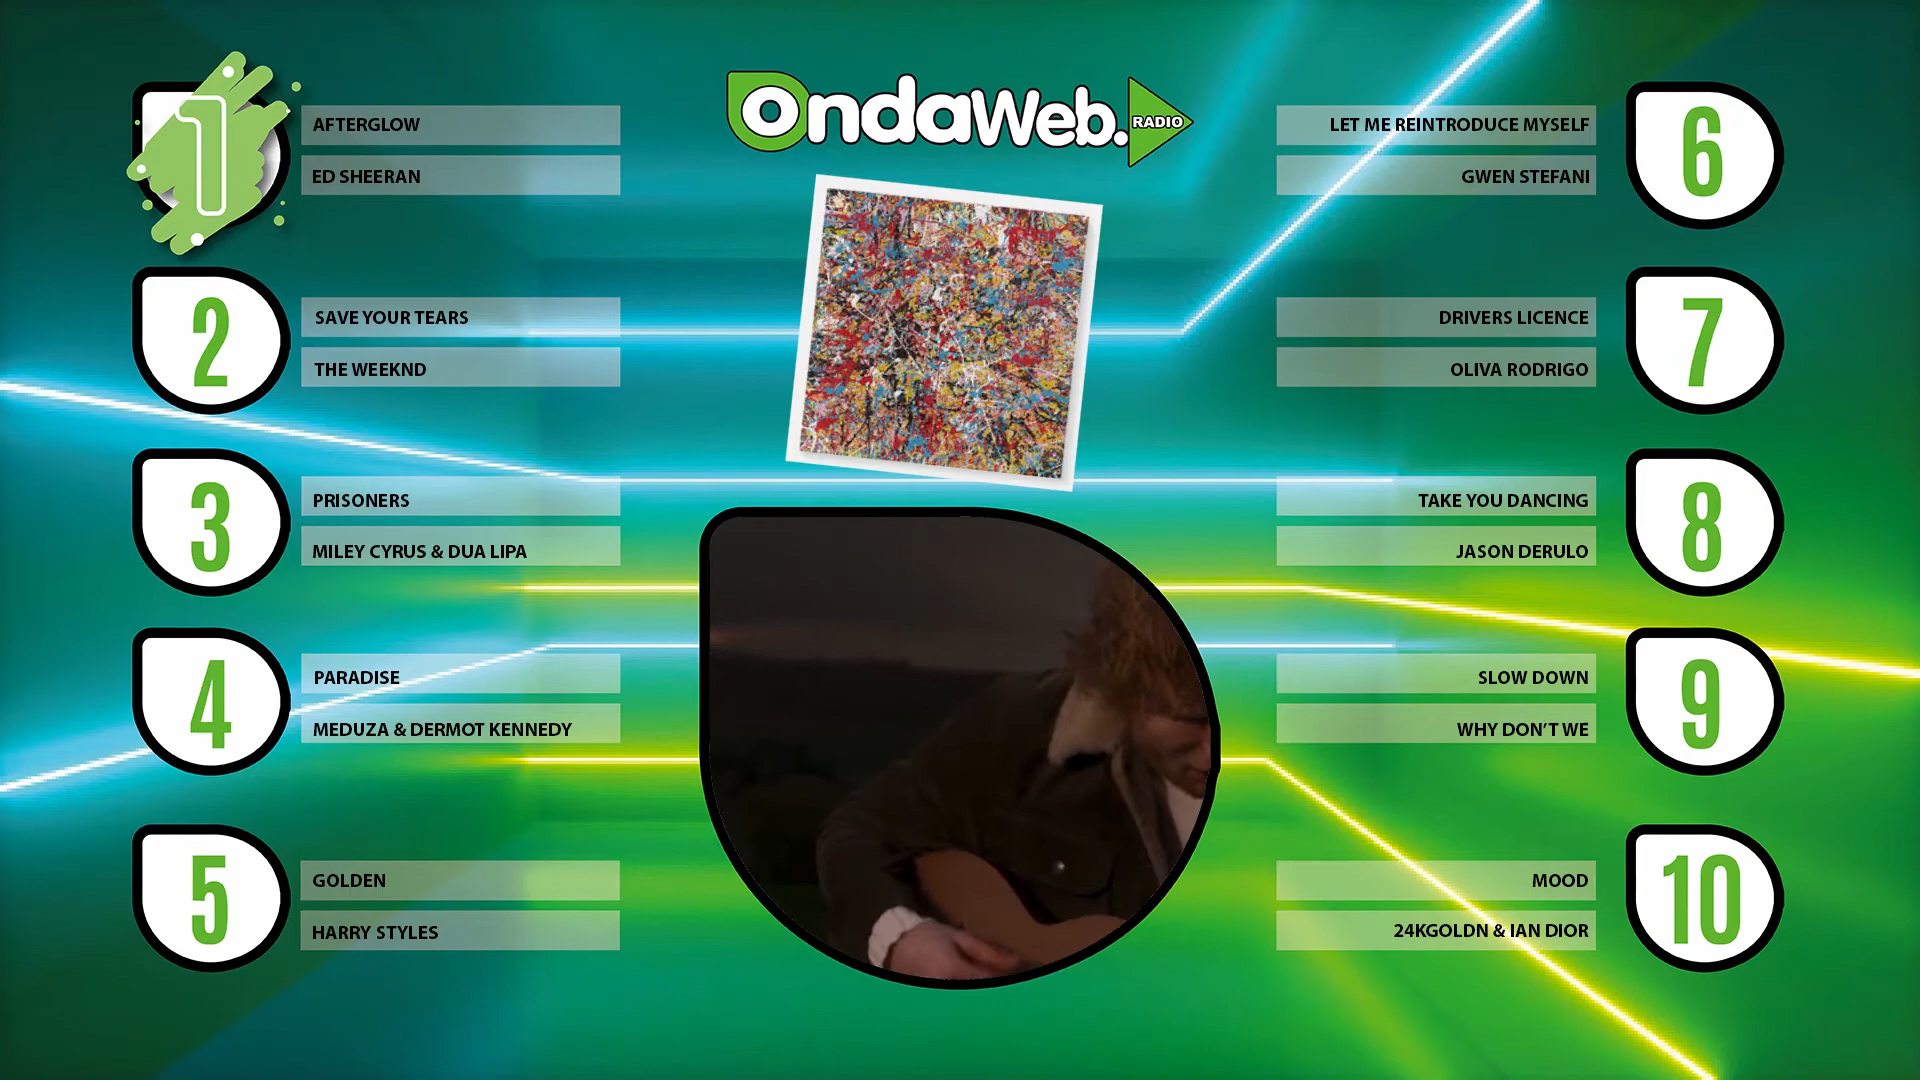 OndaWeb. RADIO
1
AFTERGLOW
ED SHEERAN
2
SAVE YOUR TEARS
THE WEEKND
3
PRISONERS
MILEY CYRUS & DUA LIPA
4
PARADISE
MEDUZA & DERMOT KENNEDY
5
GOLDEN
HARRY STYLES
6
LET ME REINTRODUCE MYSELF
GWEN STEFANI
7
DRIVERS LICENCE
OLIVA RODRIGO
8
TAKE YOU DANCING
JASON DERULO
9
SLOW DOWN
WHY DON'T WE
10
MOOD
24KGOLDN & IAN DIOR